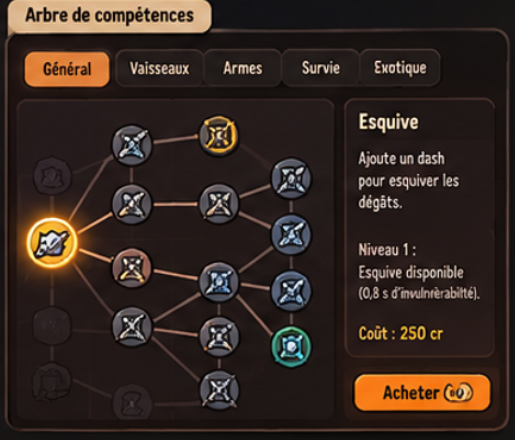 Arbre de compétences
Général
Vaisseaux
Armes
Survie
Exotique
Esquive
Ajoute un dash
pour esquiver les
dégâts.
Niveau 1 :
Esquive disponible
(0,8 s d'invulnèrabilté).
Coût : 250 cr
Acheter